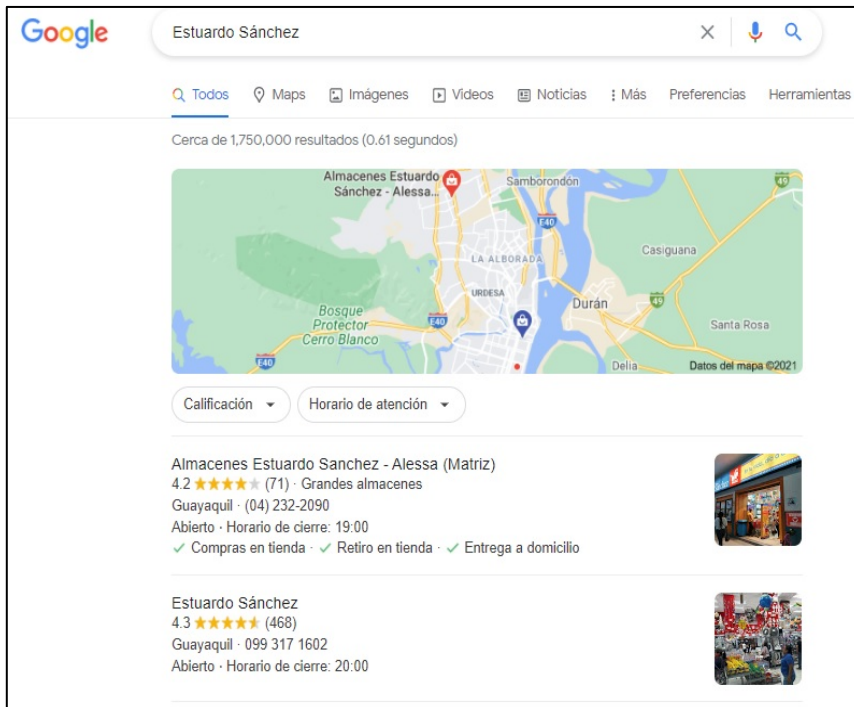 Google
Estuardo Sánchez
Todos Maps Imágenes Videos Noticias Más Preferencias Herramientas
Cerca de 1,750,000 resultados (0.61 segundos)
Almacenes Estuardo
Sánchez - Alessa...
Samborondón
49
E40
Casiguana
LA ALBORADA
URDESA
Durán
49
Bosque
Protector
Cerro Blanco
E40
Santa Rosa
E40
Delia
Datos del mapa ©2021
Calificación
Horario de atención
Almacenes Estuardo Sanchez - Alessa (Matriz)
4.2 (71) · Grandes almacenes
Guayaquil · (04) 232-2090
Abierto · Horario de cierre: 19:00
Compras en tienda · Retiro en tienda · Entrega a domicilio
Estuardo Sánchez
4.3 (468)
Guayaquil · 099 317 1602
Abierto · Horario de cierre: 20:00